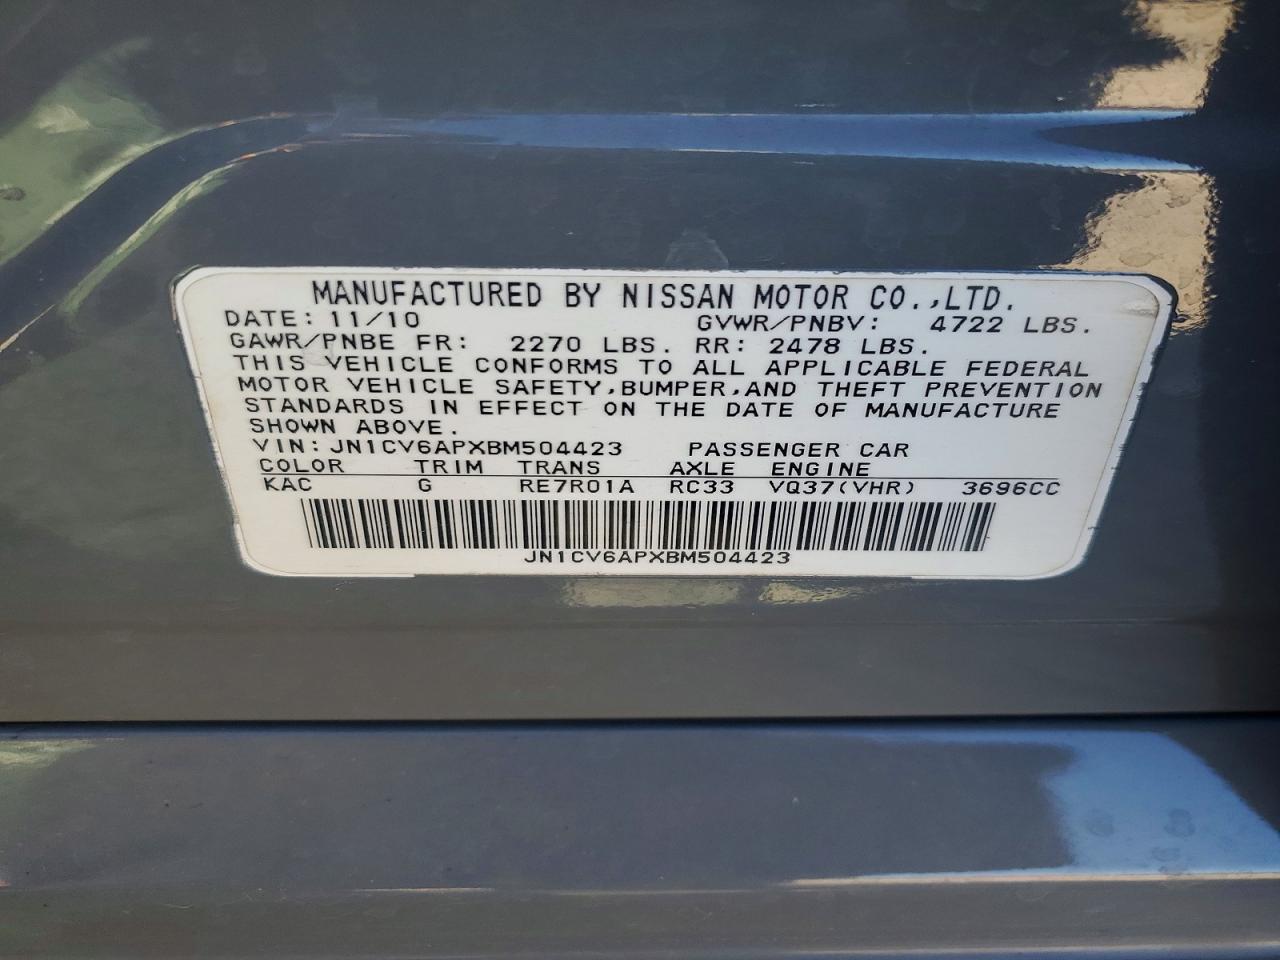 MANUFACTURED BY NISSAN MOTOR CO.,LTD.
DATE: 11/10 GVWR/PNBV: 4722 LBS.
GAWR/PNBE FR: 2270 LBS. RR: 2478 LBS.
THIS VEHICLE CONFORMS TO ALL APPLICABLE FEDERAL
MOTOR VEHICLE SAFETY,BUMPER,AND THEFT PREVENTION
STANDARDS IN EFFECT ON THE DATE OF MANUFACTURE
SHOWN ABOVE.
VIN:JN1CV6APXBM504423 PASSENGER CAR
COLOR TRIM TRANS AXLE ENGINE
KAC G RE7R01A RC33 VQ37(VHR) 3696CC
JN1CV6APXBM504423